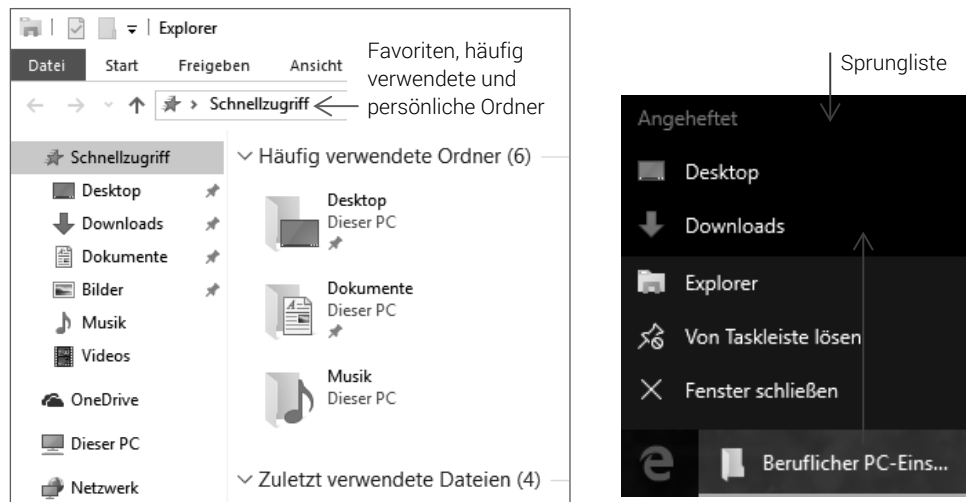 Explorer
Datei Start Freigeben Ansicht
Favoriten, häufig
verwendete und
persönliche Ordner
Schnellzugriff
Schnellzugriff
Desktop
Downloads
Dokumente
Bilder
Musik
Videos
OneDrive
Dieser PC
Netzwerk
Häufig verwendete Ordner (6)
Desktop
Dieser PC
Dokumente
Dieser PC
Musik
Dieser PC
Zuletzt verwendete Dateien (4)
Sprungliste
Angeheftet
Desktop
Downloads
Explorer
Von Taskleiste lösen
Fenster schließen
Beruflicher PC-Eins...